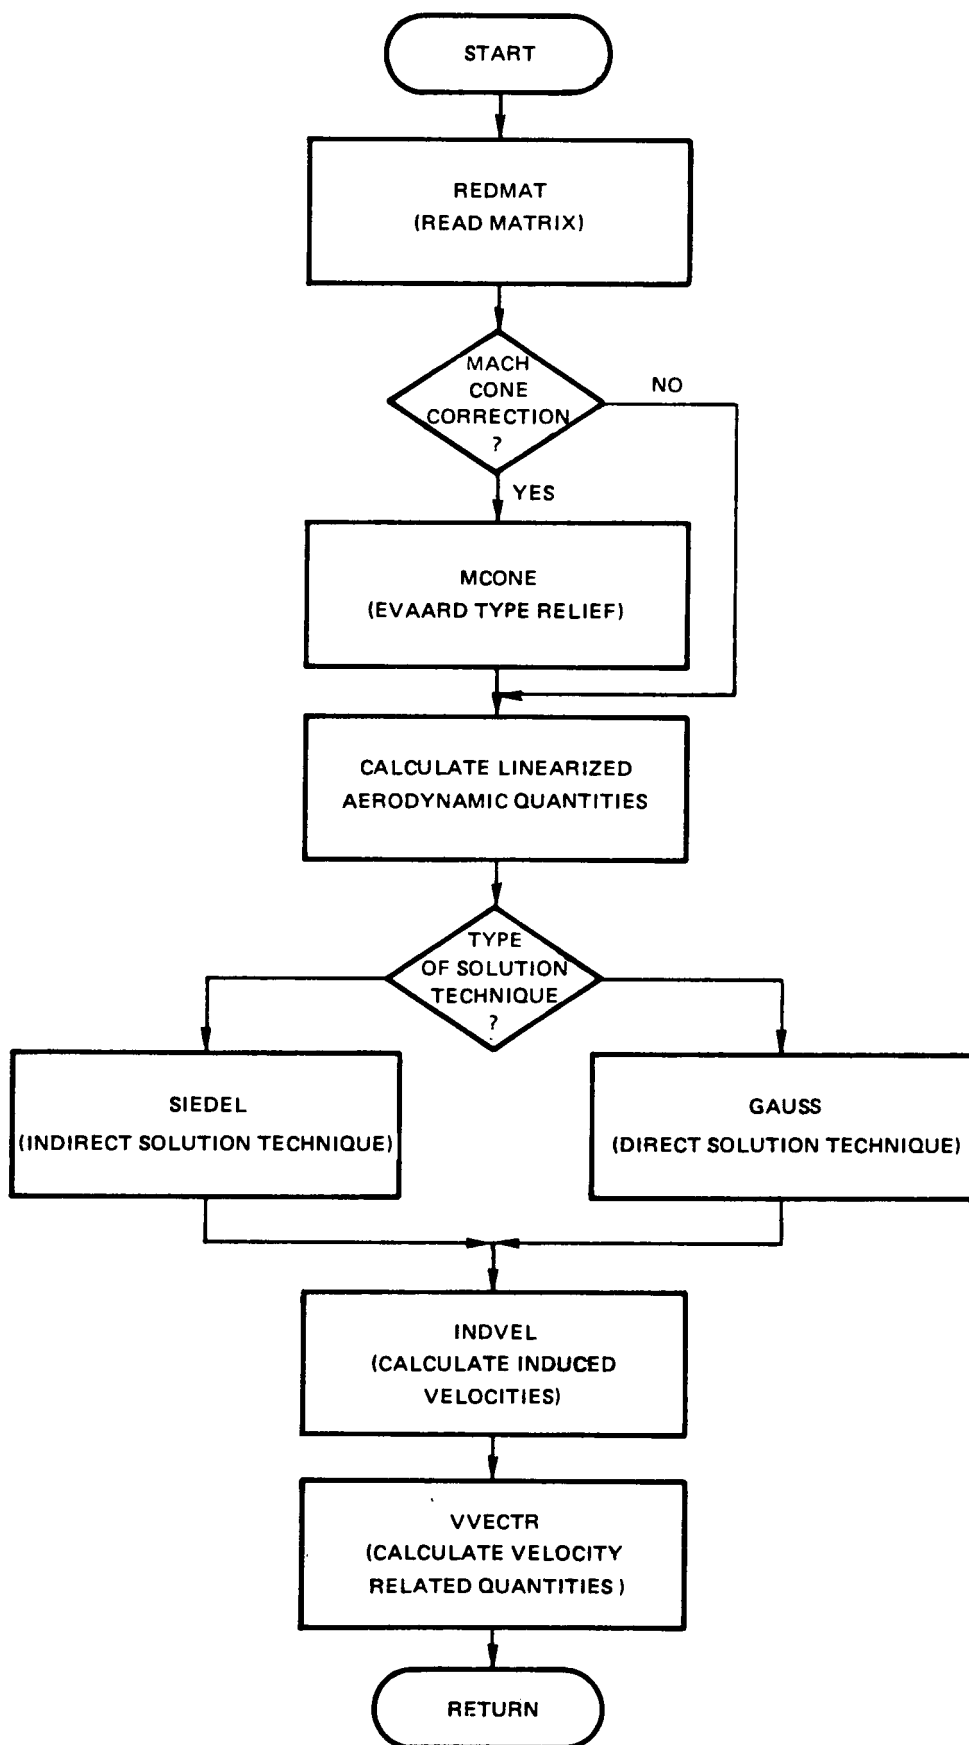 START
REDMAT
(READ MATRIX)
MACH
CONE
CORRECTION
?
NO
YES
MCONE
(EVAARD TYPE RELIEF)
CALCULATE LINEARIZED
AERODYNAMIC QUANTITIES
TYPE
OF SOLUTION
TECHNIQUE
?
SIEDEL
(INDIRECT SOLUTION TECHNIQUE)
GAUSS
(DIRECT SOLUTION TECHNIQUE)
INDVEL
(CALCULATE INDUCED
VELOCITIES)
VVECTR
(CALCULATE VELOCITY
RELATED QUANTITIES)
RETURN